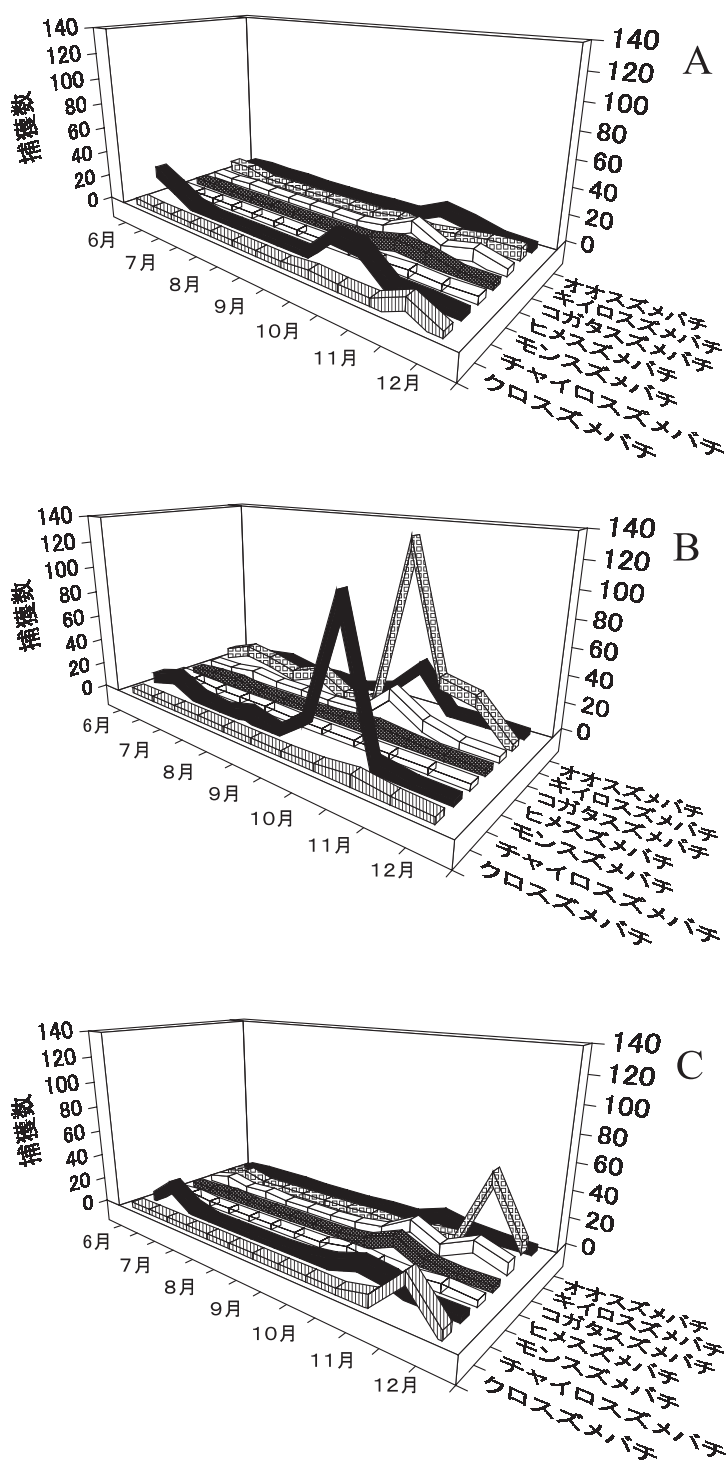 A
捕獲数
140
120
100
80
60
40
20
0
140
120
100
80
60
40
20
0
6月
7月
8月
9月
10月
11月
12月
オオスズメバチ
キイロスズメバチ
コガタスズメバチ
ヒメスズメバチ
モンスズメバチ
チャイロスズメバチ
クロスズメバチ
B
捕獲数
140
120
100
80
60
40
20
0
140
120
100
80
60
40
20
0
6月
7月
8月
9月
10月
11月
12月
オオスズメバチ
キイロスズメバチ
コガタスズメバチ
ヒメスズメバチ
モンスズメバチ
チャイロスズメバチ
クロスズメバチ
C
捕獲数
140
120
100
80
60
40
20
0
140
120
100
80
60
40
20
0
6月
7月
8月
9月
10月
11月
12月
オオスズメバチ
キイロスズメバチ
コガタスズメバチ
ヒメスズメバチ
モンスズメバチ
チャイロスズメバチ
クロスズメバチ